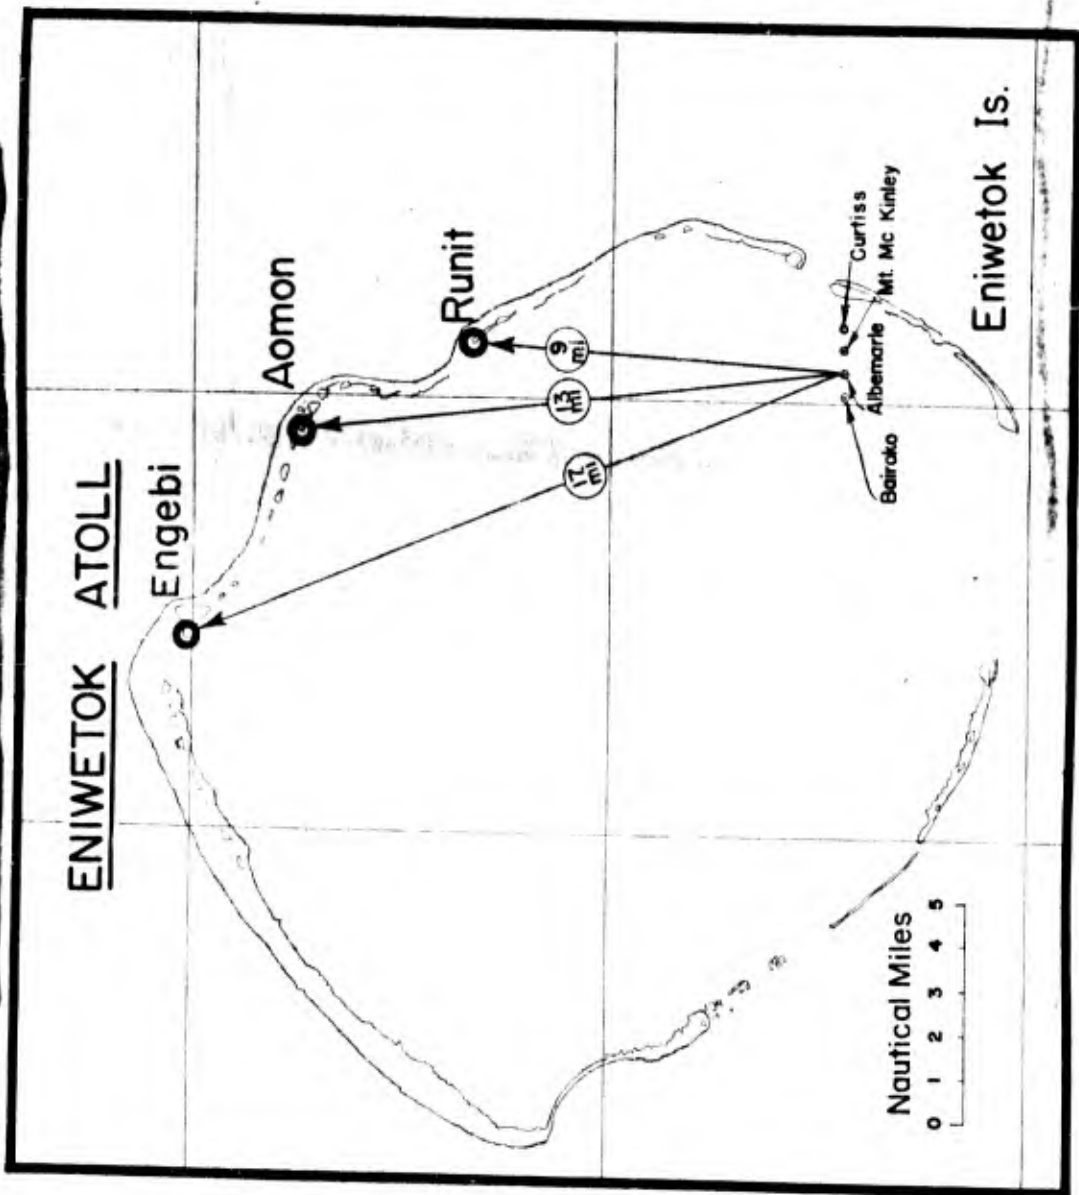 ENIWETOK ATOLL
Engebi
Aomon
Runit
17 mi
13 mi
9 mi
Bairoko
Albemarle
Mt. Mc Kinley
Curtiss
Eniwetok Is.
Nautical Miles
0 1 2 3 4 5